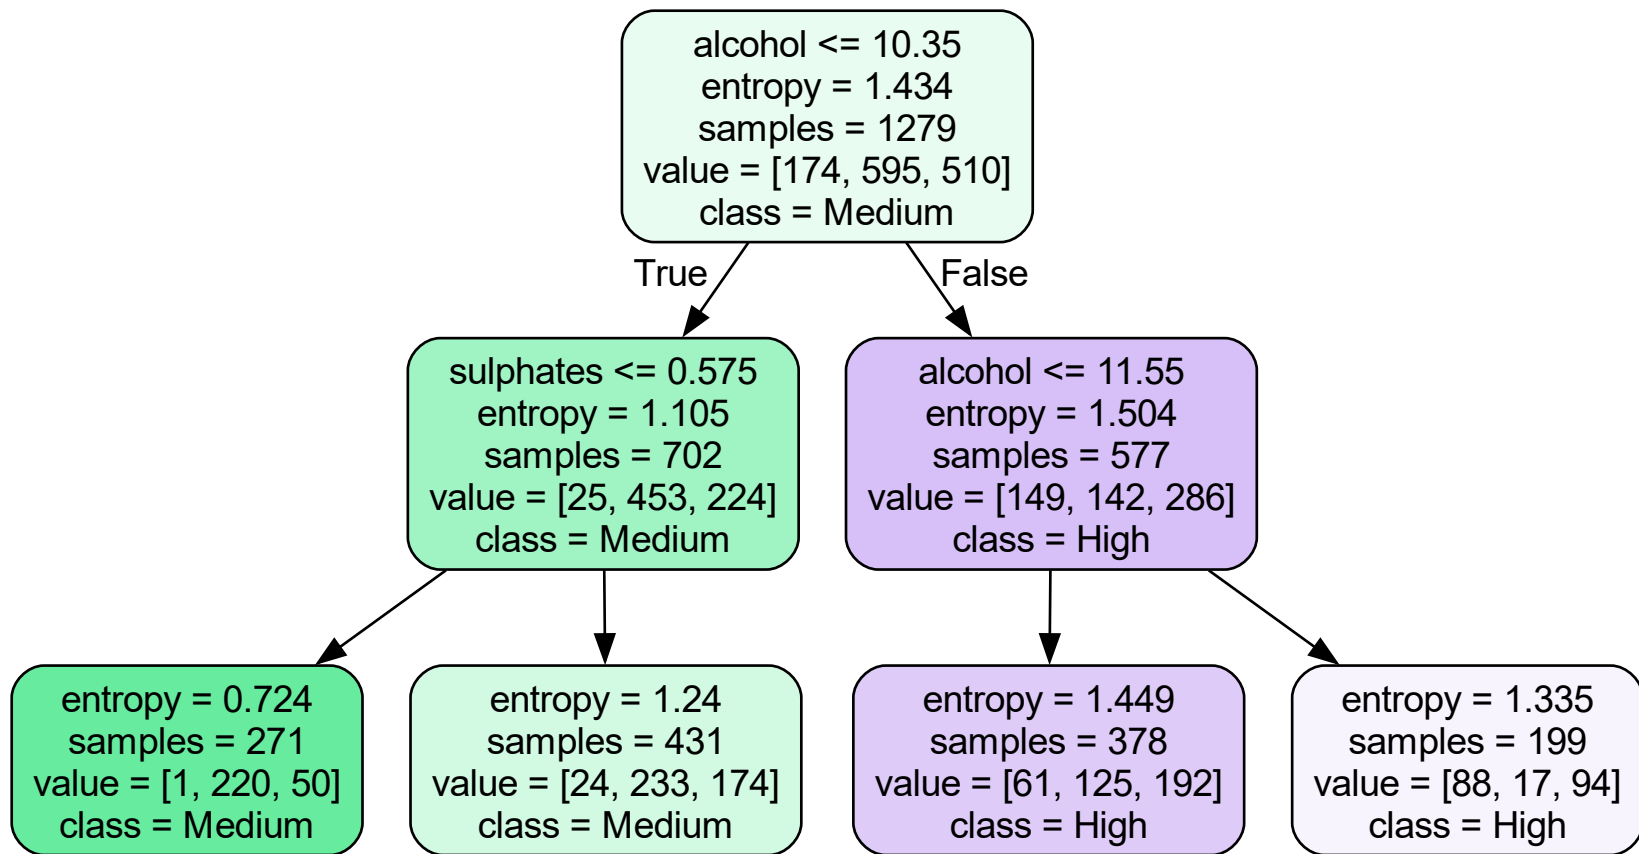 alcohol <= 10.35
entropy = 1.434
samples = 1279
value = [174, 595, 510]
class = Medium
True
False
sulphates <= 0.575
entropy = 1.105
samples = 702
value = [25, 453, 224]
class = Medium
alcohol <= 11.55
entropy = 1.504
samples = 577
value = [149, 142, 286]
class = High
entropy = 0.724
samples = 271
value = [1, 220, 50]
class = Medium
entropy = 1.24
samples = 431
value = [24, 233, 174]
class = Medium
entropy = 1.449
samples = 378
value = [61, 125, 192]
class = High
entropy = 1.335
samples = 199
value = [88, 17, 94]
class = High